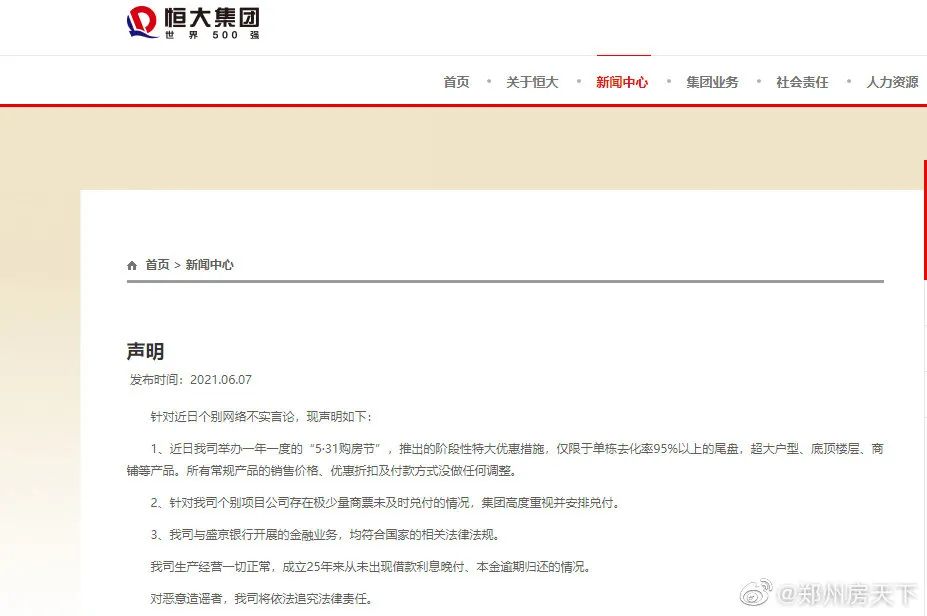 恒大集团
世界500强
首页 • 关于恒大 • 新闻中心 • 集团业务 • 社会责任 • 人力资源
首页 > 新闻中心
声明
发布时间：2021.06.07
针对近日个别网络不实言论，现声明如下：
1、近日我司举办一年一度的“5·31购房节”，推出的阶段性特大优惠措施，仅限于单栋去化率95%以上的尾盘，超大户型、底顶楼层、商
铺等产品。所有常规产品的销售价格、优惠折扣及付款方式没做任何调整。
2、针对我司个别项目公司存在极少量商票未及时兑付的情况，集团高度重视并安排兑付。
3、我司与盛京银行开展的金融业务，均符合国家的相关法律法规。
我司生产经营一切正常，成立25年来从未出现借款利息晚付、本金逾期归还的情况。
对恶意造谣者，我司将依法追究法律责任。
@郑州房天下